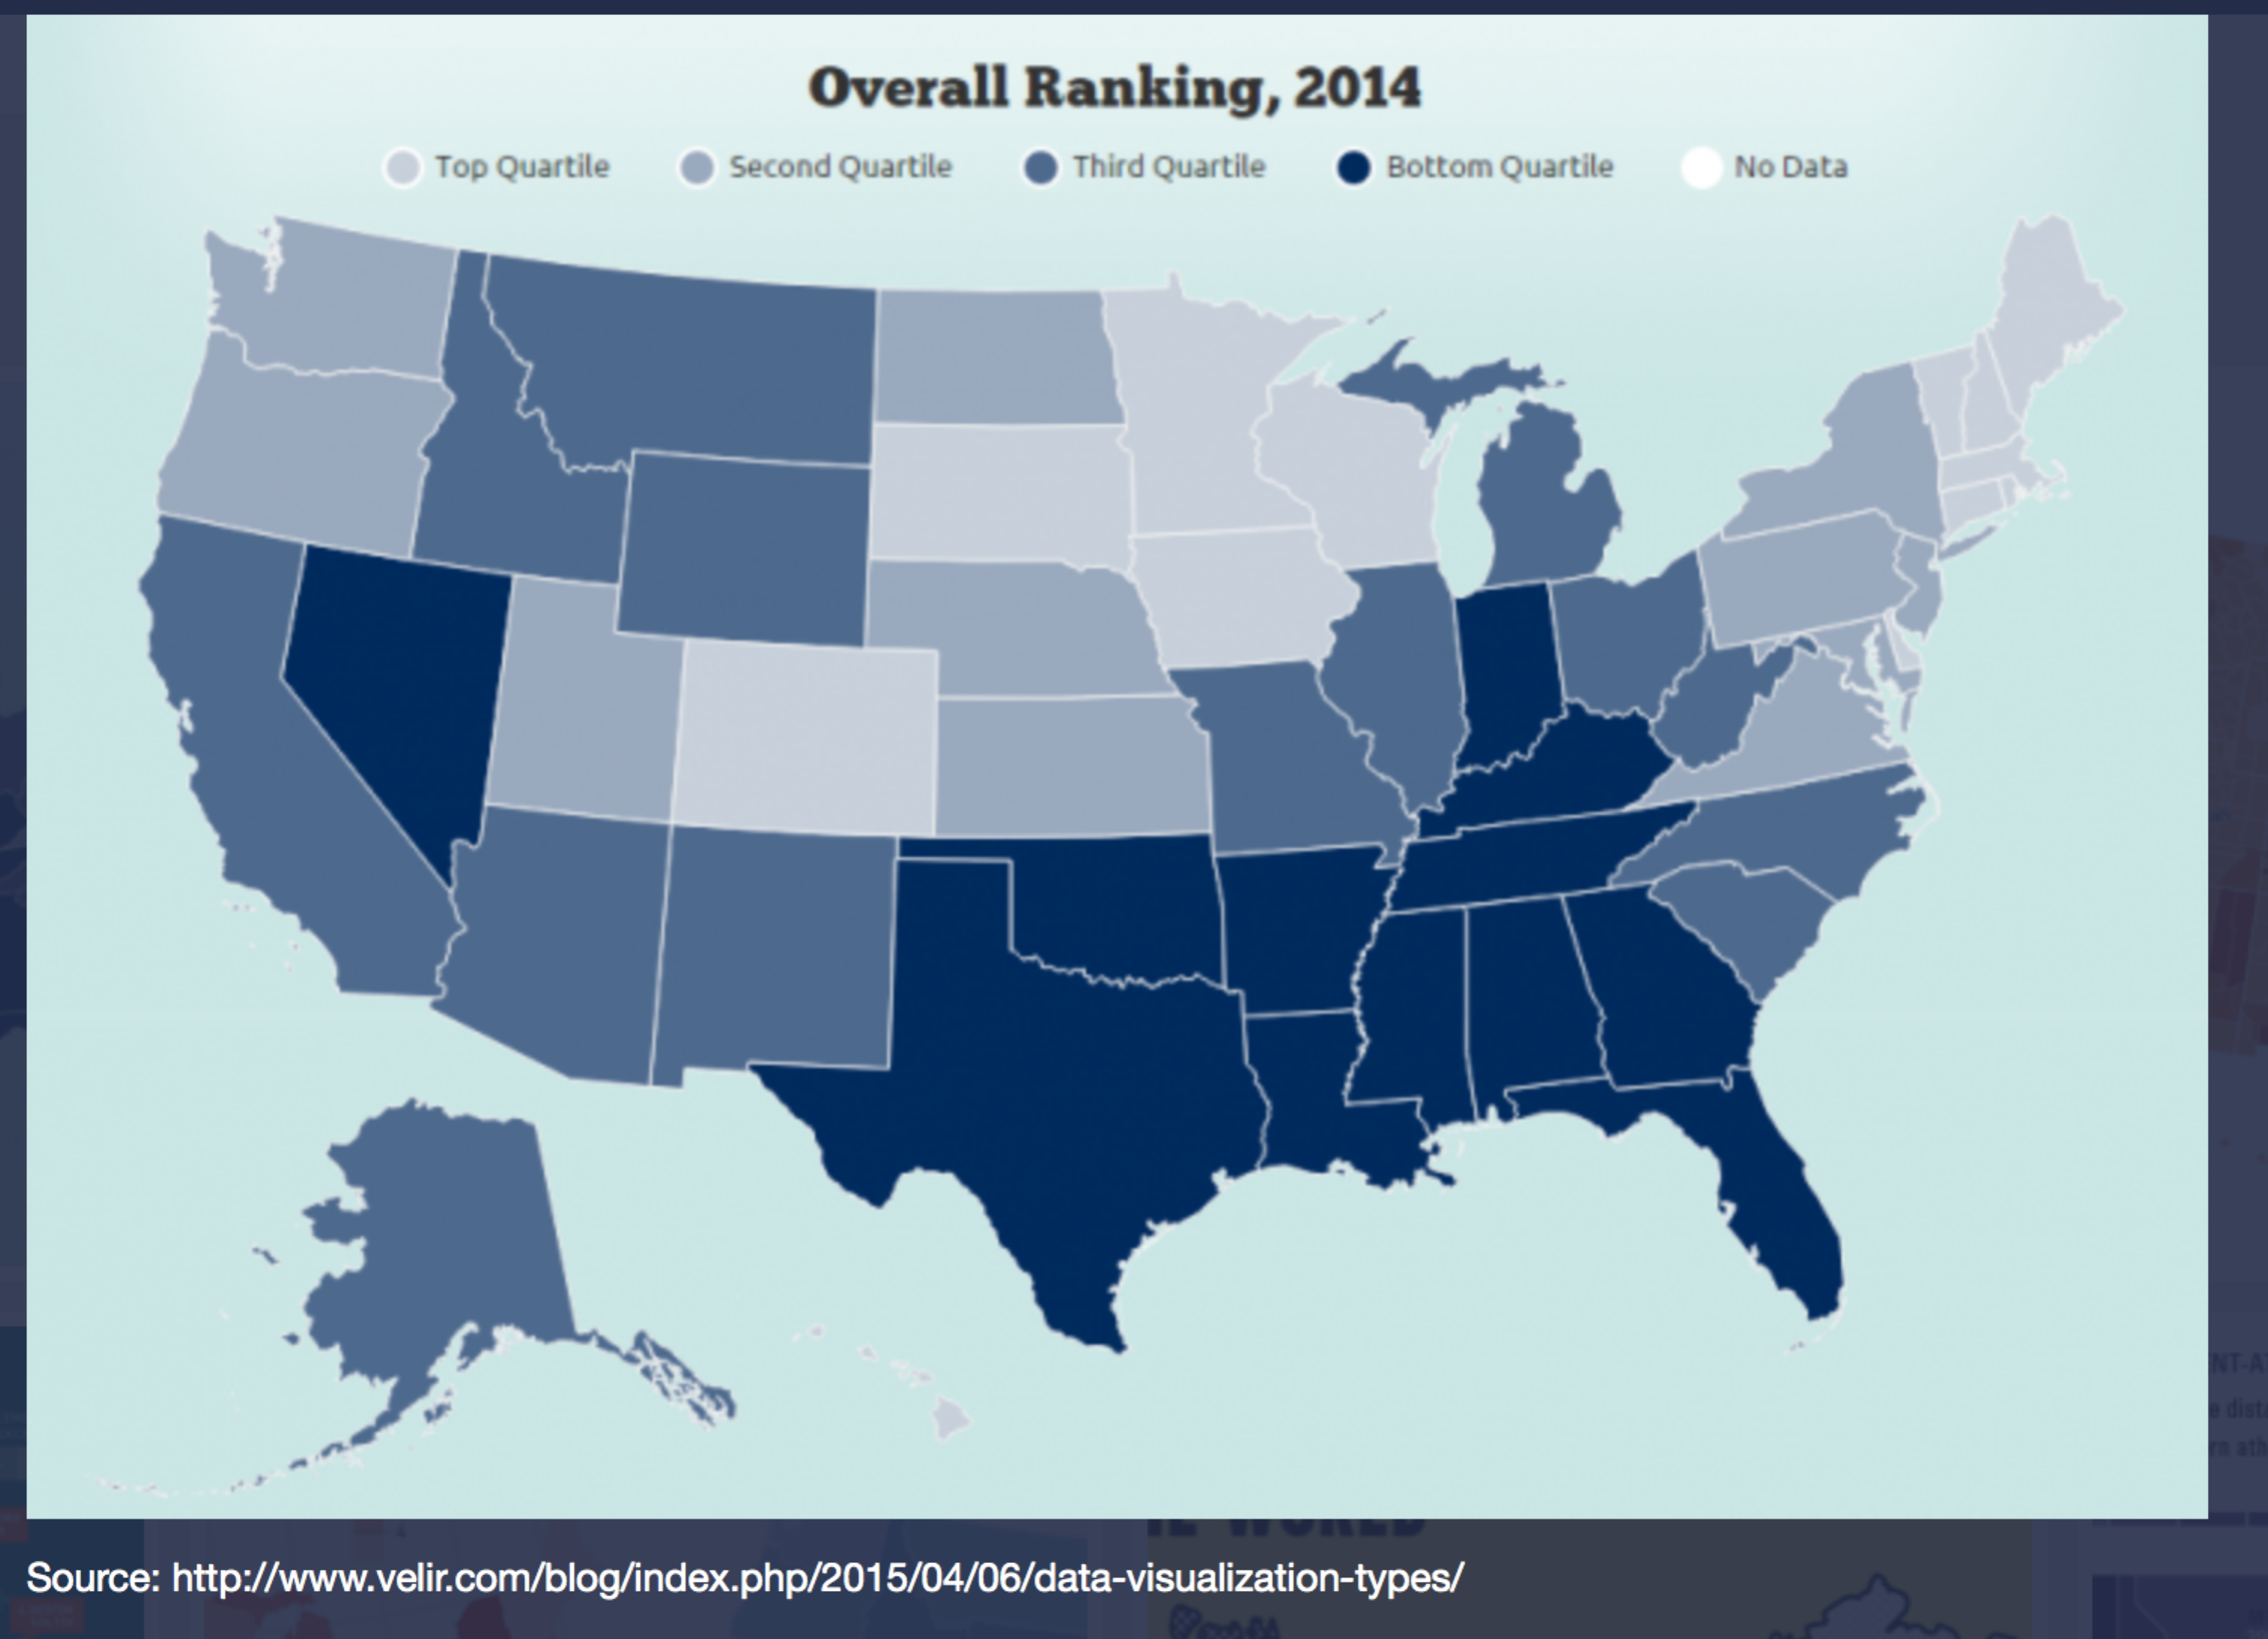 Overall Ranking, 2014
Top Quartile Second Quartile Third Quartile Bottom Quartile No Data
Source: http://www.velir.com/blog/index.php/2015/04/06/data-visualization-types/